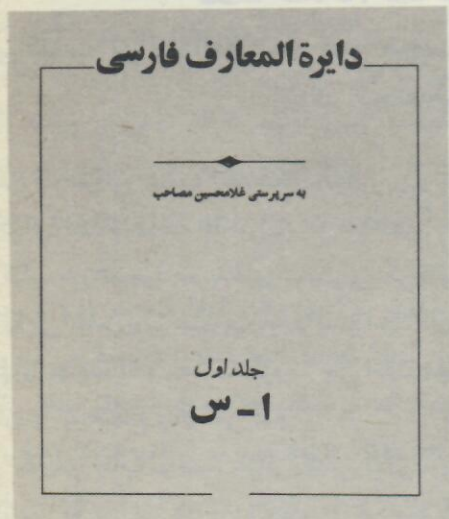 دایرة المعارف فارسی
به سرپرستی غلامحسین مصاحب
جلد اول
ا - س